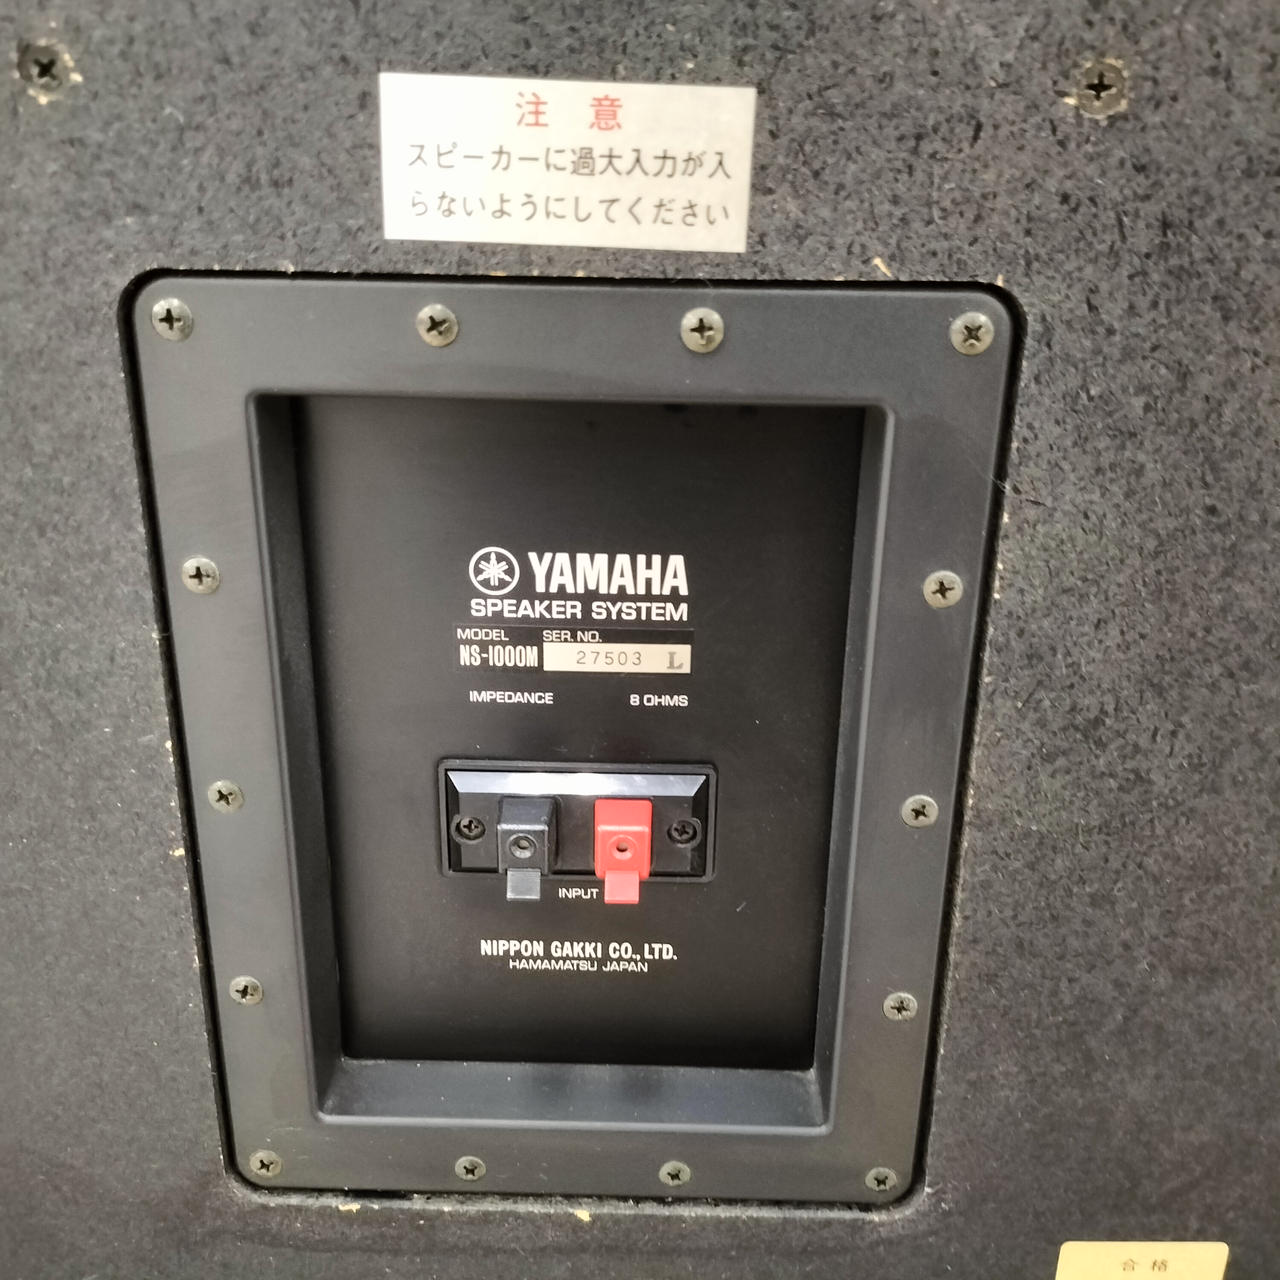 注 意
スピーカーに過大入力が入
らないようにしてください
YAMAHA
SPEAKER SYSTEM
MODEL SER. NO.
NS-1000M 27503 L
IMPEDANCE 8 OHMS
INPUT
NIPPON GAKKI CO., LTD.
HAMAMATSU JAPAN
合格